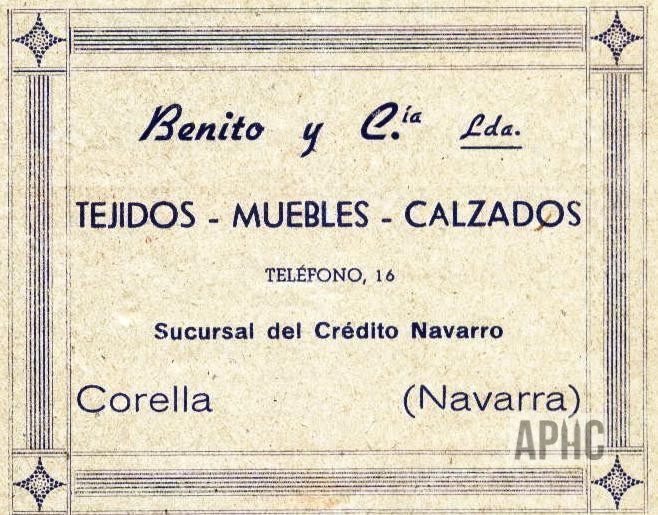 Benito y C.ía Lda.
TEJIDOS - MUEBLES - CALZADOS
TELÉFONO, 16
Sucursal del Crédito Navarro
Corella (Navarra)
APHC